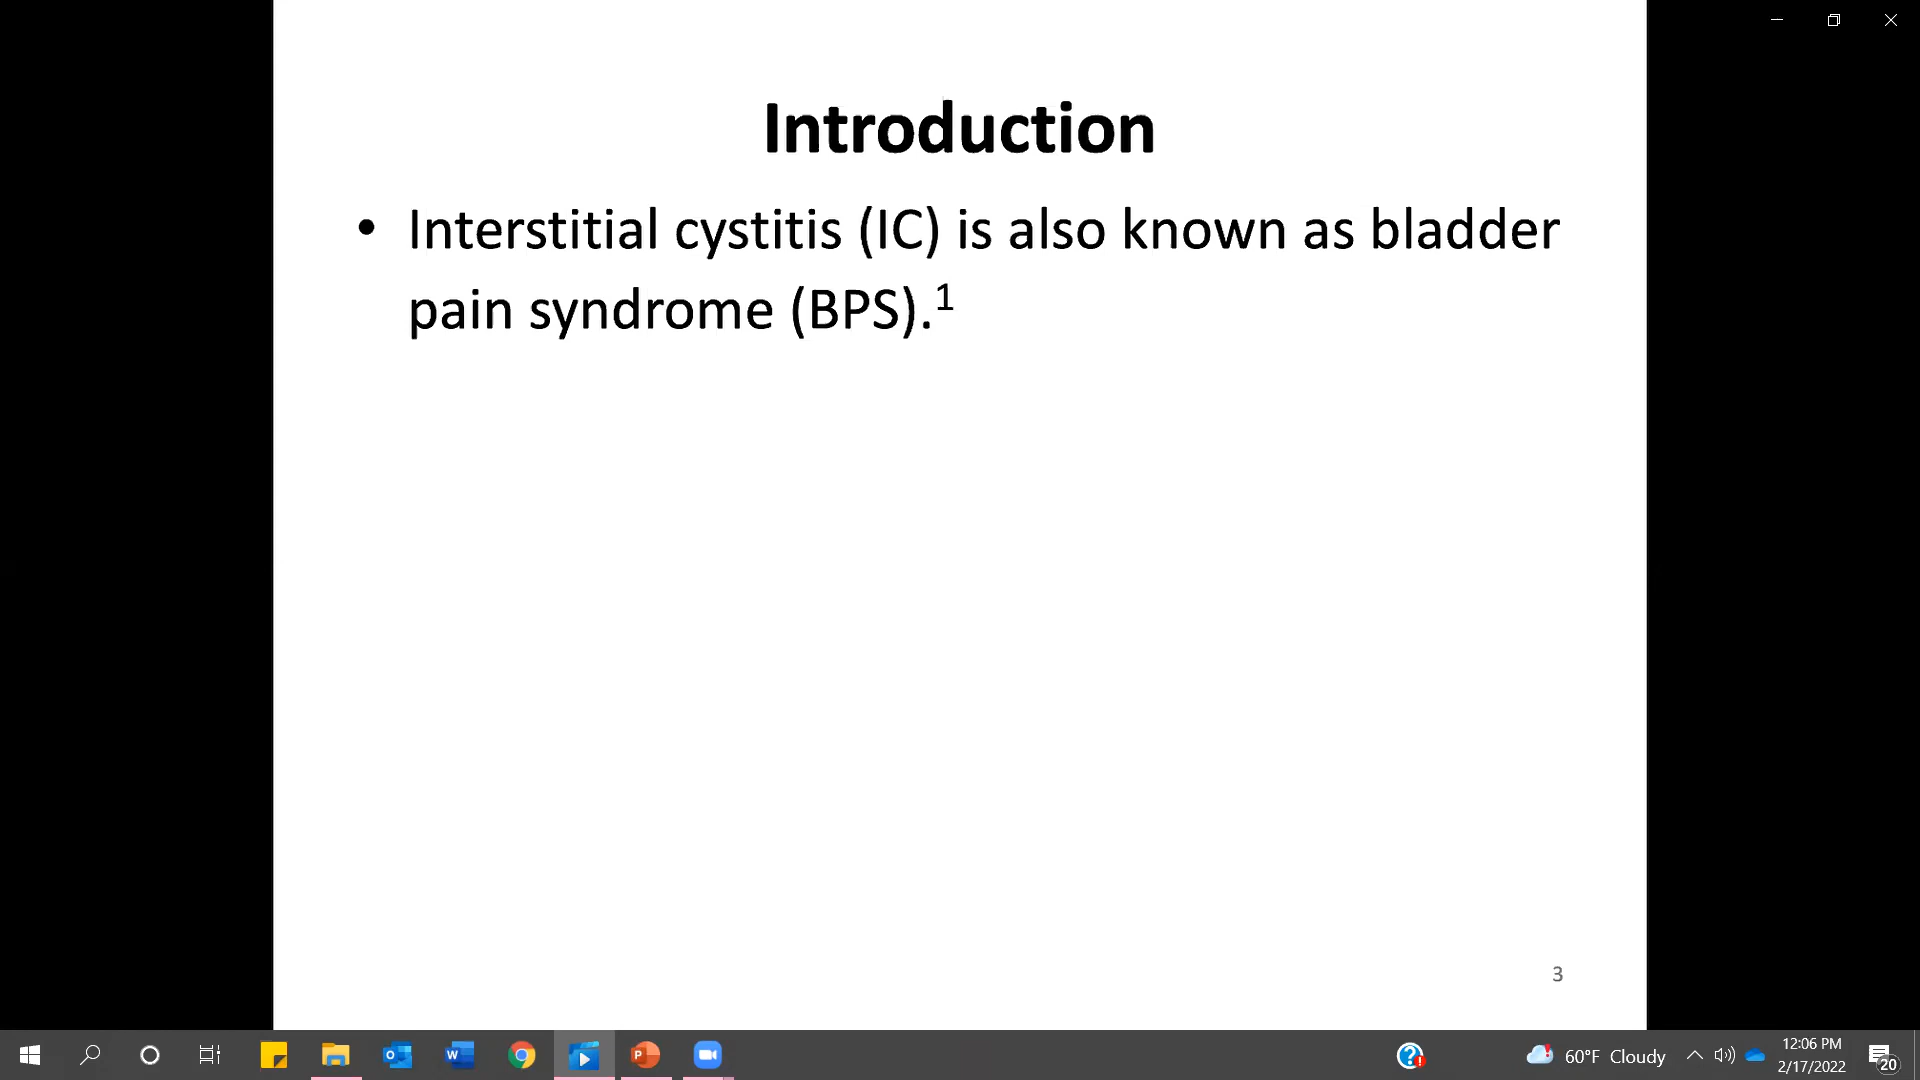 Introduction
• Interstitial cystitis (IC) is also known as bladder
pain syndrome (BPS).1
3
60°F Cloudy
12:06 PM
2/17/2022
20